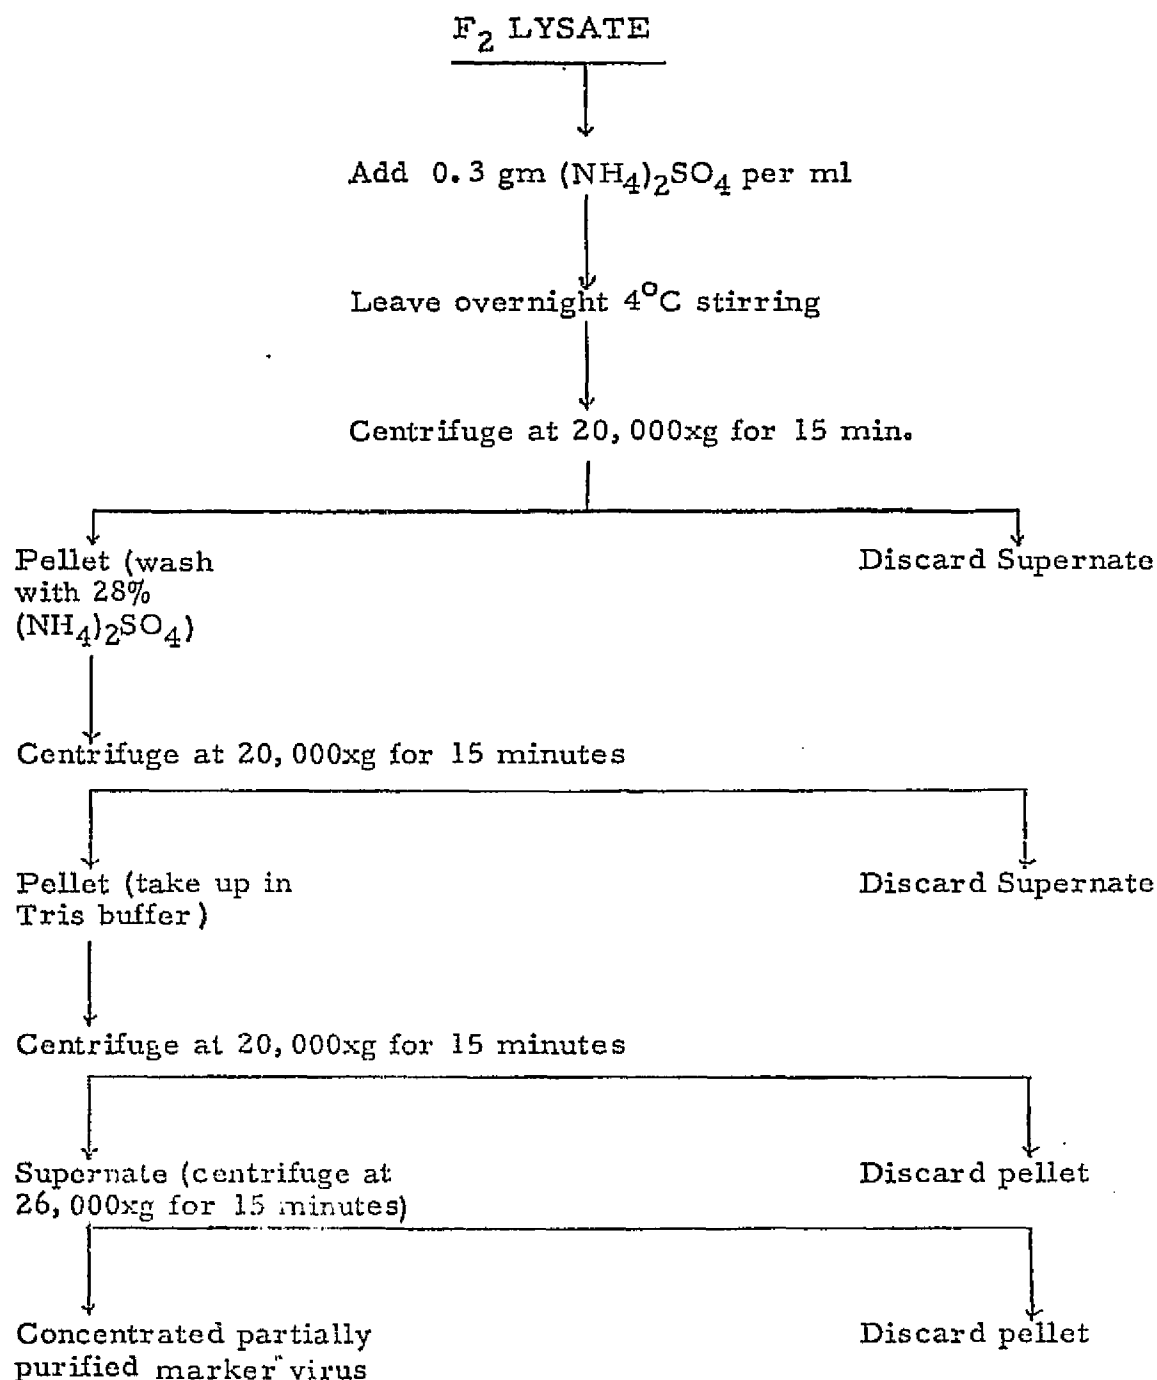 F₂ LYSATE
Add 0.3 gm (NH₄)₂SO₄ per ml
Leave overnight 4°C stirring
Centrifuge at 20,000xg for 15 min.
Pellet (wash
with 28%
(NH₄)₂SO₄)
Discard Supernate
Centrifuge at 20,000xg for 15 minutes
Pellet (take up in
Tris buffer)
Discard Supernate
Centrifuge at 20,000xg for 15 minutes
Supernate (centrifuge at
26,000xg for 15 minutes)
Discard pellet
Concentrated partially
purified marker virus
Discard pellet